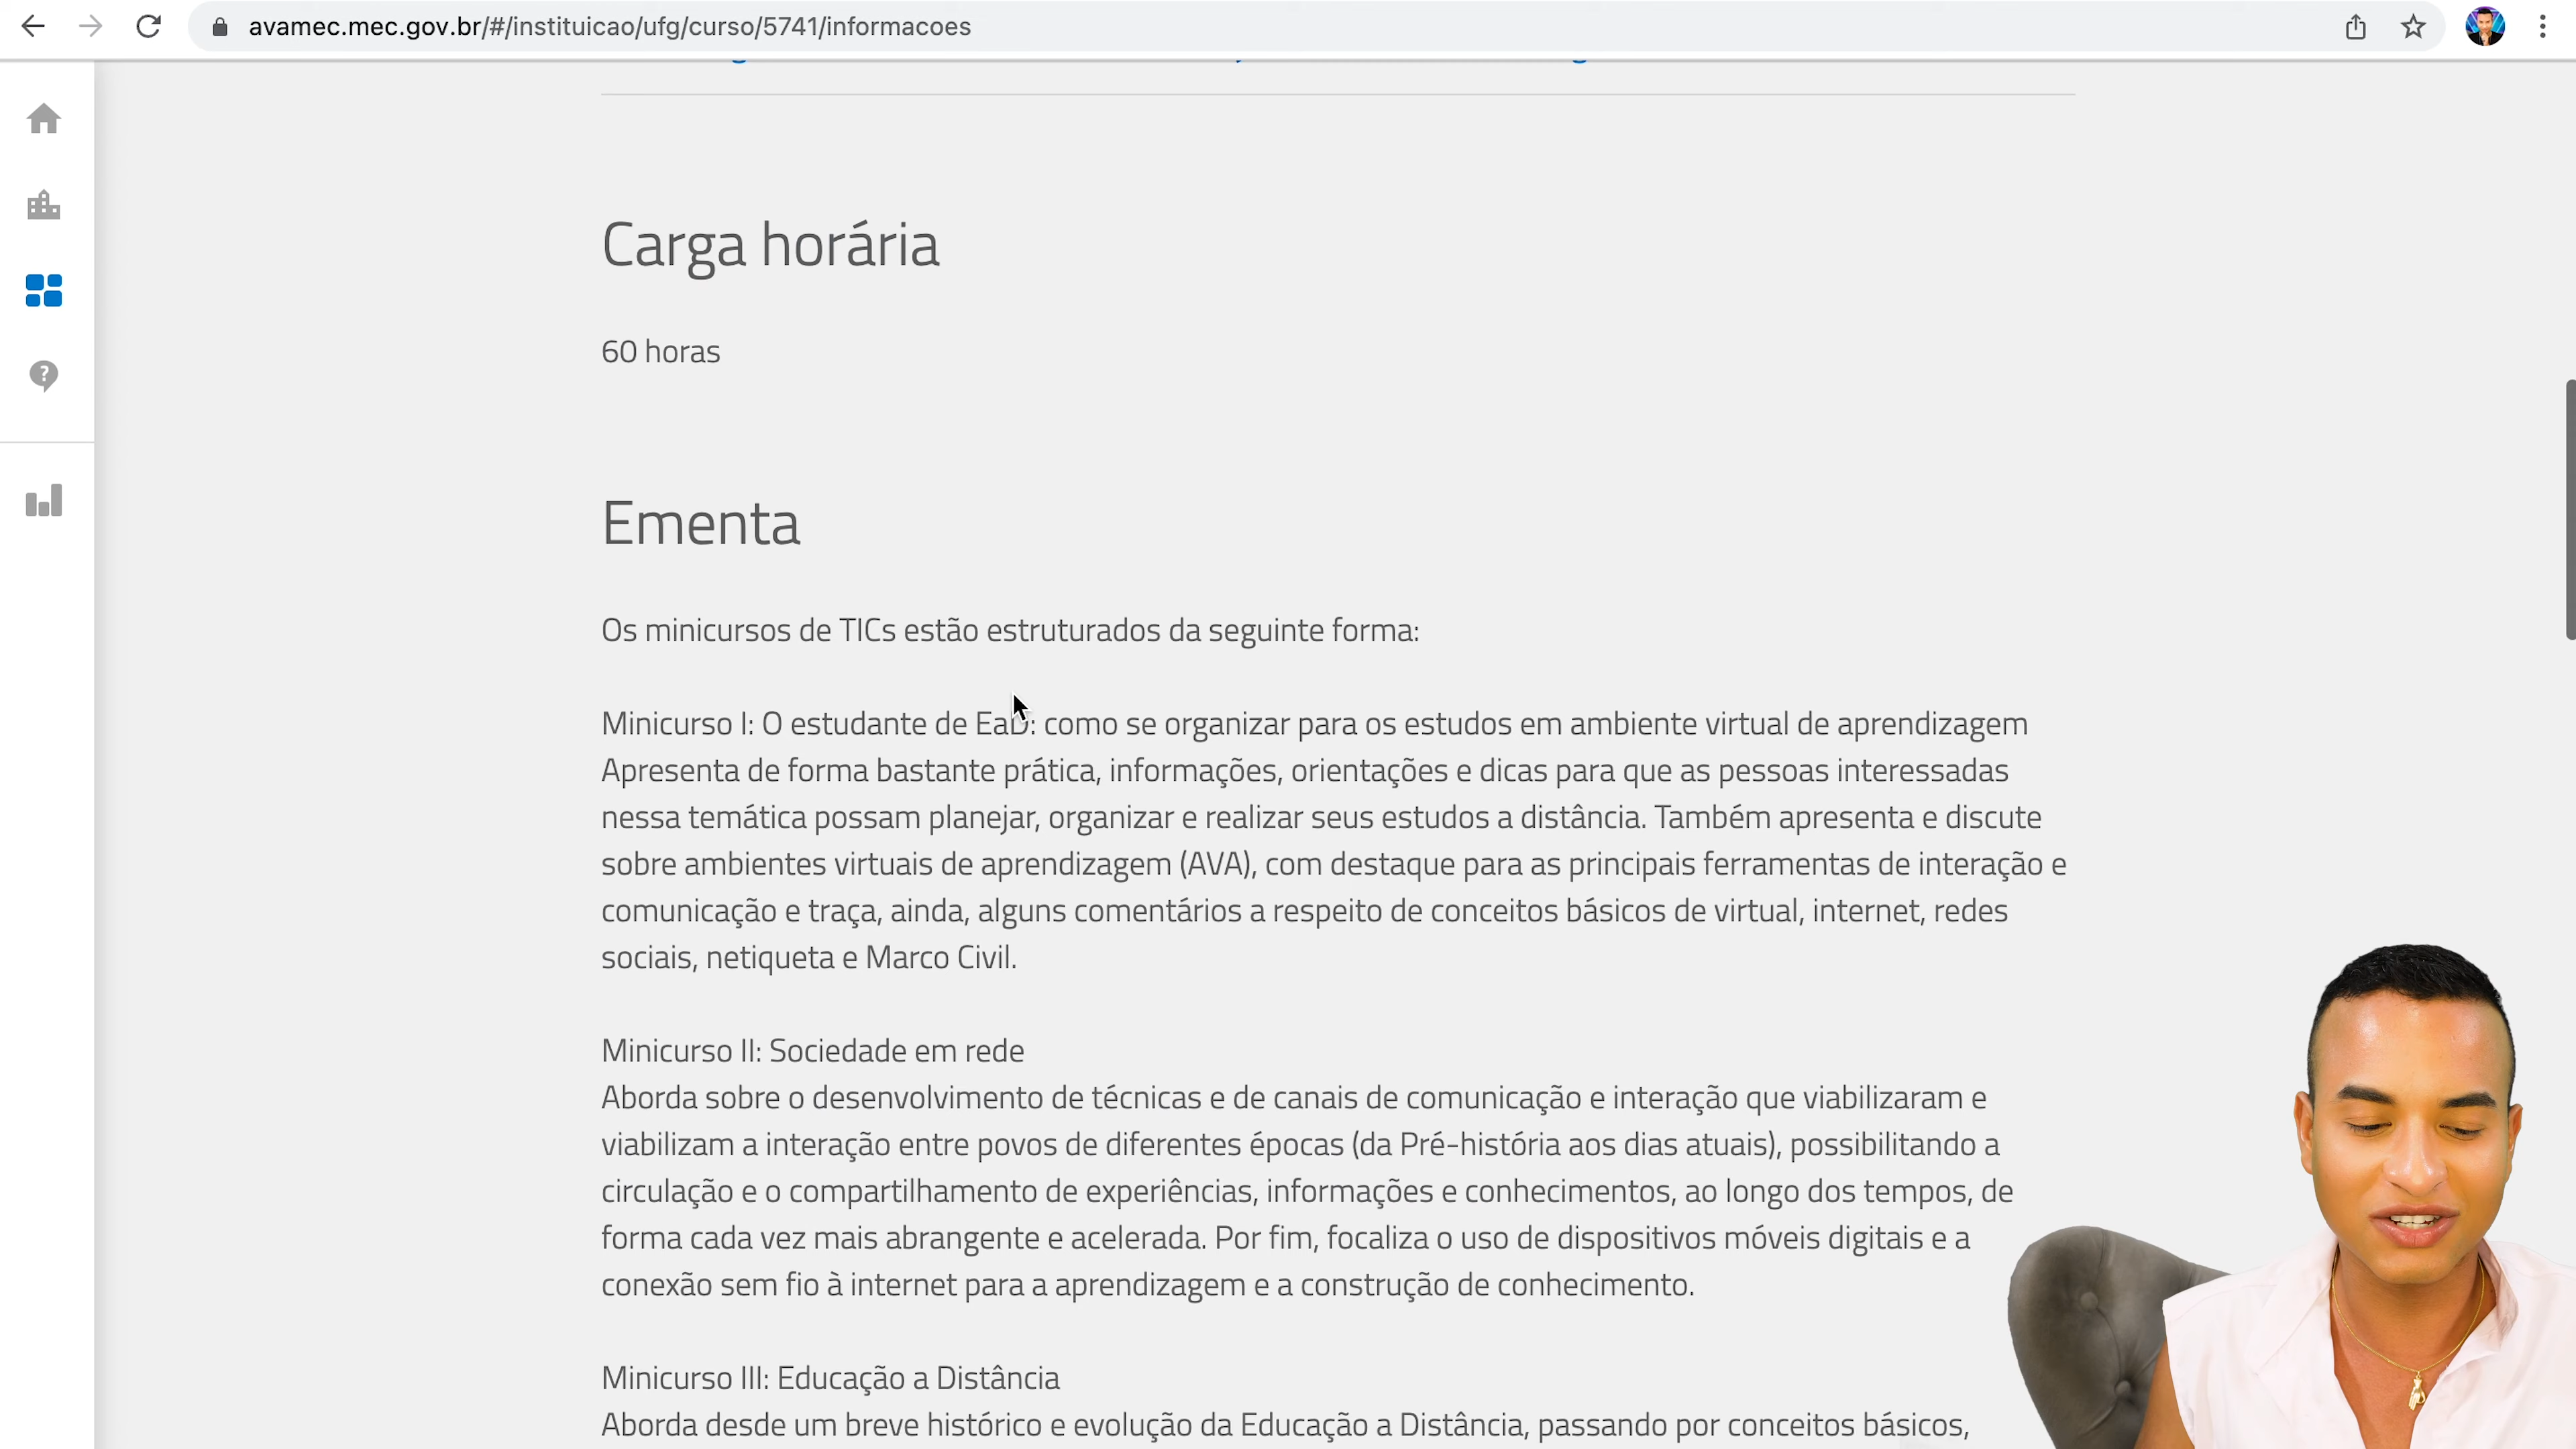 avamec.mec.gov.br/#/instituicao/ufg/curso/5741/informacoes
Carga horária
60 horas
Ementa
Os minicursos de TICs estão estruturados da seguinte forma:
Minicurso I: O estudante de EaD: como se organizar para os estudos em ambiente virtual de aprendizagem
Apresenta de forma bastante prática, informações, orientações e dicas para que as pessoas interessadas
nessa temática possam planejar, organizar e realizar seus estudos a distância. Também apresenta e discute
sobre ambientes virtuais de aprendizagem (AVA), com destaque para as principais ferramentas de interação e
comunicação e traça, ainda, alguns comentários a respeito de conceitos básicos de virtual, internet, redes
sociais, netiqueta e Marco Civil.
Minicurso II: Sociedade em rede
Aborda sobre o desenvolvimento de técnicas e de canais de comunicação e interação que viabilizaram e
viabilizam a interação entre povos de diferentes épocas (da Pré-história aos dias atuais), possibilitando a
circulação e o compartilhamento de experiências, informações e conhecimentos, ao longo dos tempos, de
forma cada vez mais abrangente e acelerada. Por fim, focaliza o uso de dispositivos móveis digitais e a
conexão sem fio à internet para a aprendizagem e a construção de conhecimento.
Minicurso III: Educação a Distância
Aborda desde um breve histórico e evolução da Educação a Distância, passando por conceitos básicos,